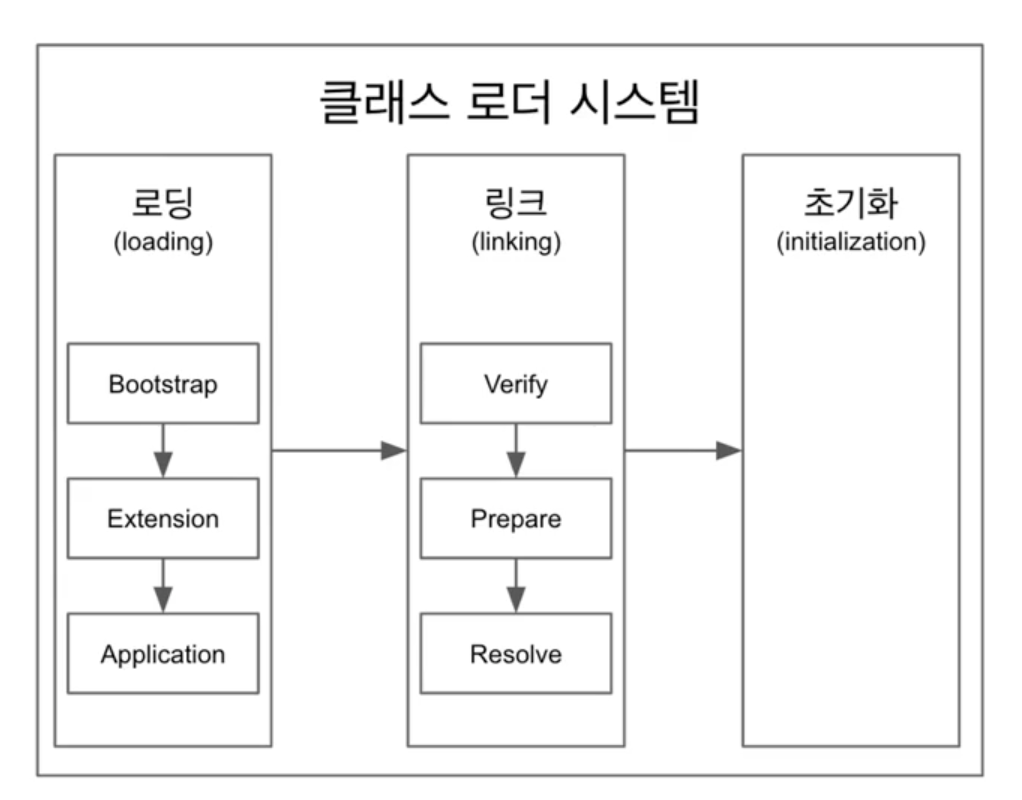 클래스 로더 시스템
로딩
(loading)
Bootstrap
Extension
Application
링크
(linking)
Verify
Prepare
Resolve
초기화
(initialization)